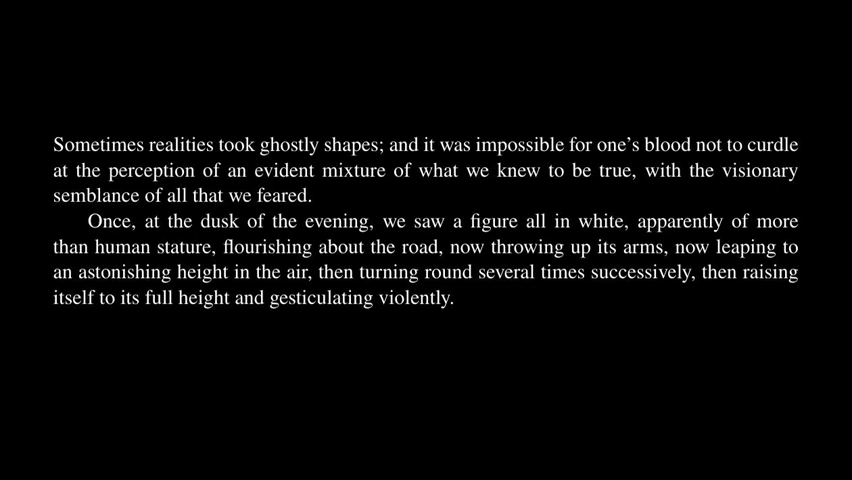 Sometimes realities took ghostly shapes; and it was impossible for one's blood not to curdle
at the perception of an evident mixture of what we knew to be true, with the visionary
semblance of all that we feared.
Once, at the dusk of the evening, we saw a figure all in white, apparently of more
than human stature, flourishing about the road, now throwing up its arms, now leaping to
an astonishing height in the air, then turning round several times successively, then raising
itself to its full height and gesticulating violently.